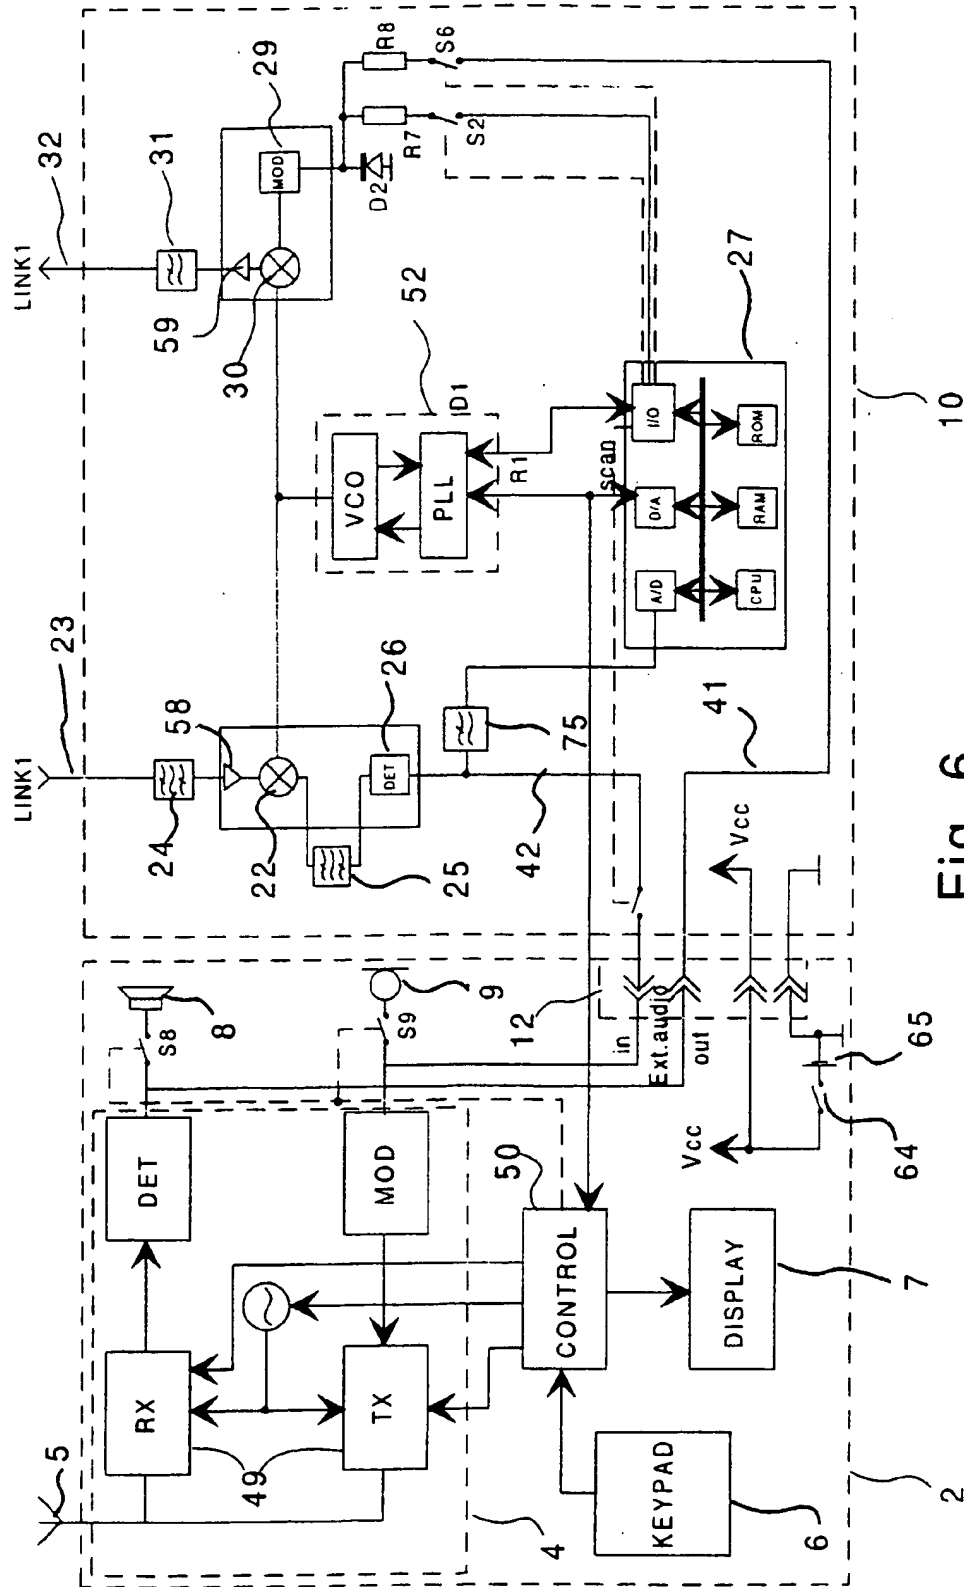 LINK1
23
LINK1
32
24
58
22
25
26
DET
59
31
30
MOD
29
D2
R7
R8
S2
S6
VCO
PLL
52
D1
R1
scan
42
75
41
A/D
D/A
I/O
CPU
RAM
ROM
27
Vcc
10
5
RX
DET
S8
8
49
TX
MOD
S9
9
4
12
in
Ext.audio
out
50
CONTROL
KEYPAD
6
DISPLAY
7
Vcc
64
65
2
Fig. 6